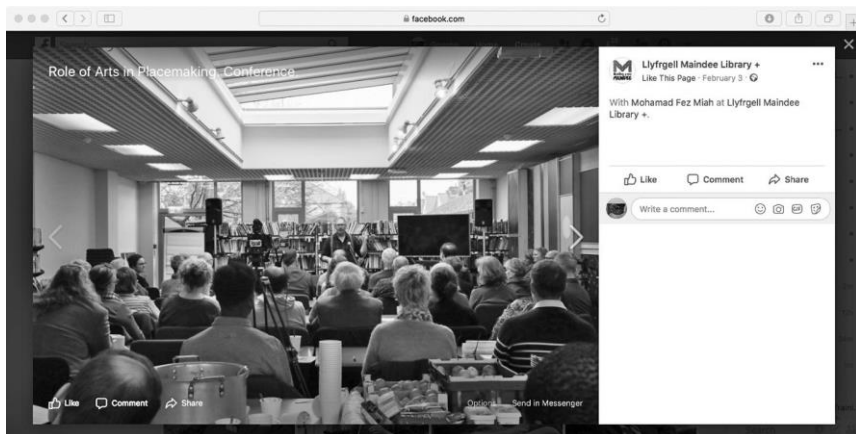 facebook.com
Role of Arts in Placemaking. Conference.
Like
Comment
Share
Options
Send in Messenger
Llyfrgell Maindee Library +
Like This Page · February 3 ·
With Mohamad Fez Miah at Llyfrgell Maindee
Library +.
Like
Comment
Share
Write a comment...
GIF